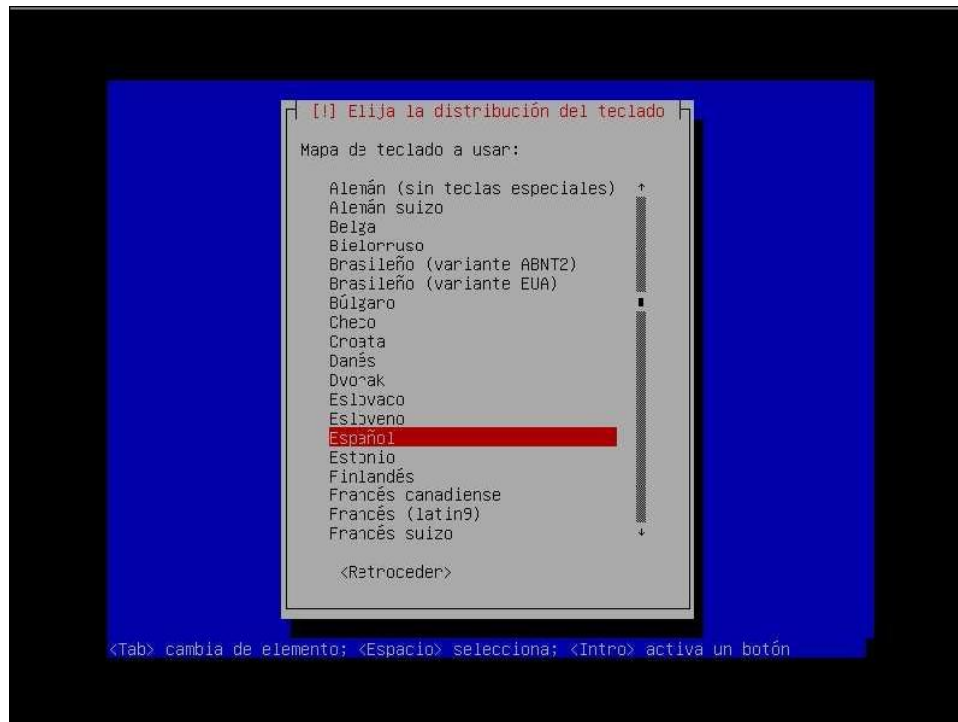 [!] Elija la distribución del teclado
Mapa de teclado a usar:
Alemán (sin teclas especiales)
Alemán suizo
Belga
Bielorruso
Brasileño (variante ABNT2)
Brasileño (variante EUA)
Búlgaro
Checo
Croata
Danés
Dvorak
Eslovaco
Esloveno
Español
Estonio
Finlandés
Francés canadiense
Francés (latin9)
Francés suizo
<Retroceder>
<Tab> cambia de elemento; <Espacio> selecciona; <Intro> activa un botón